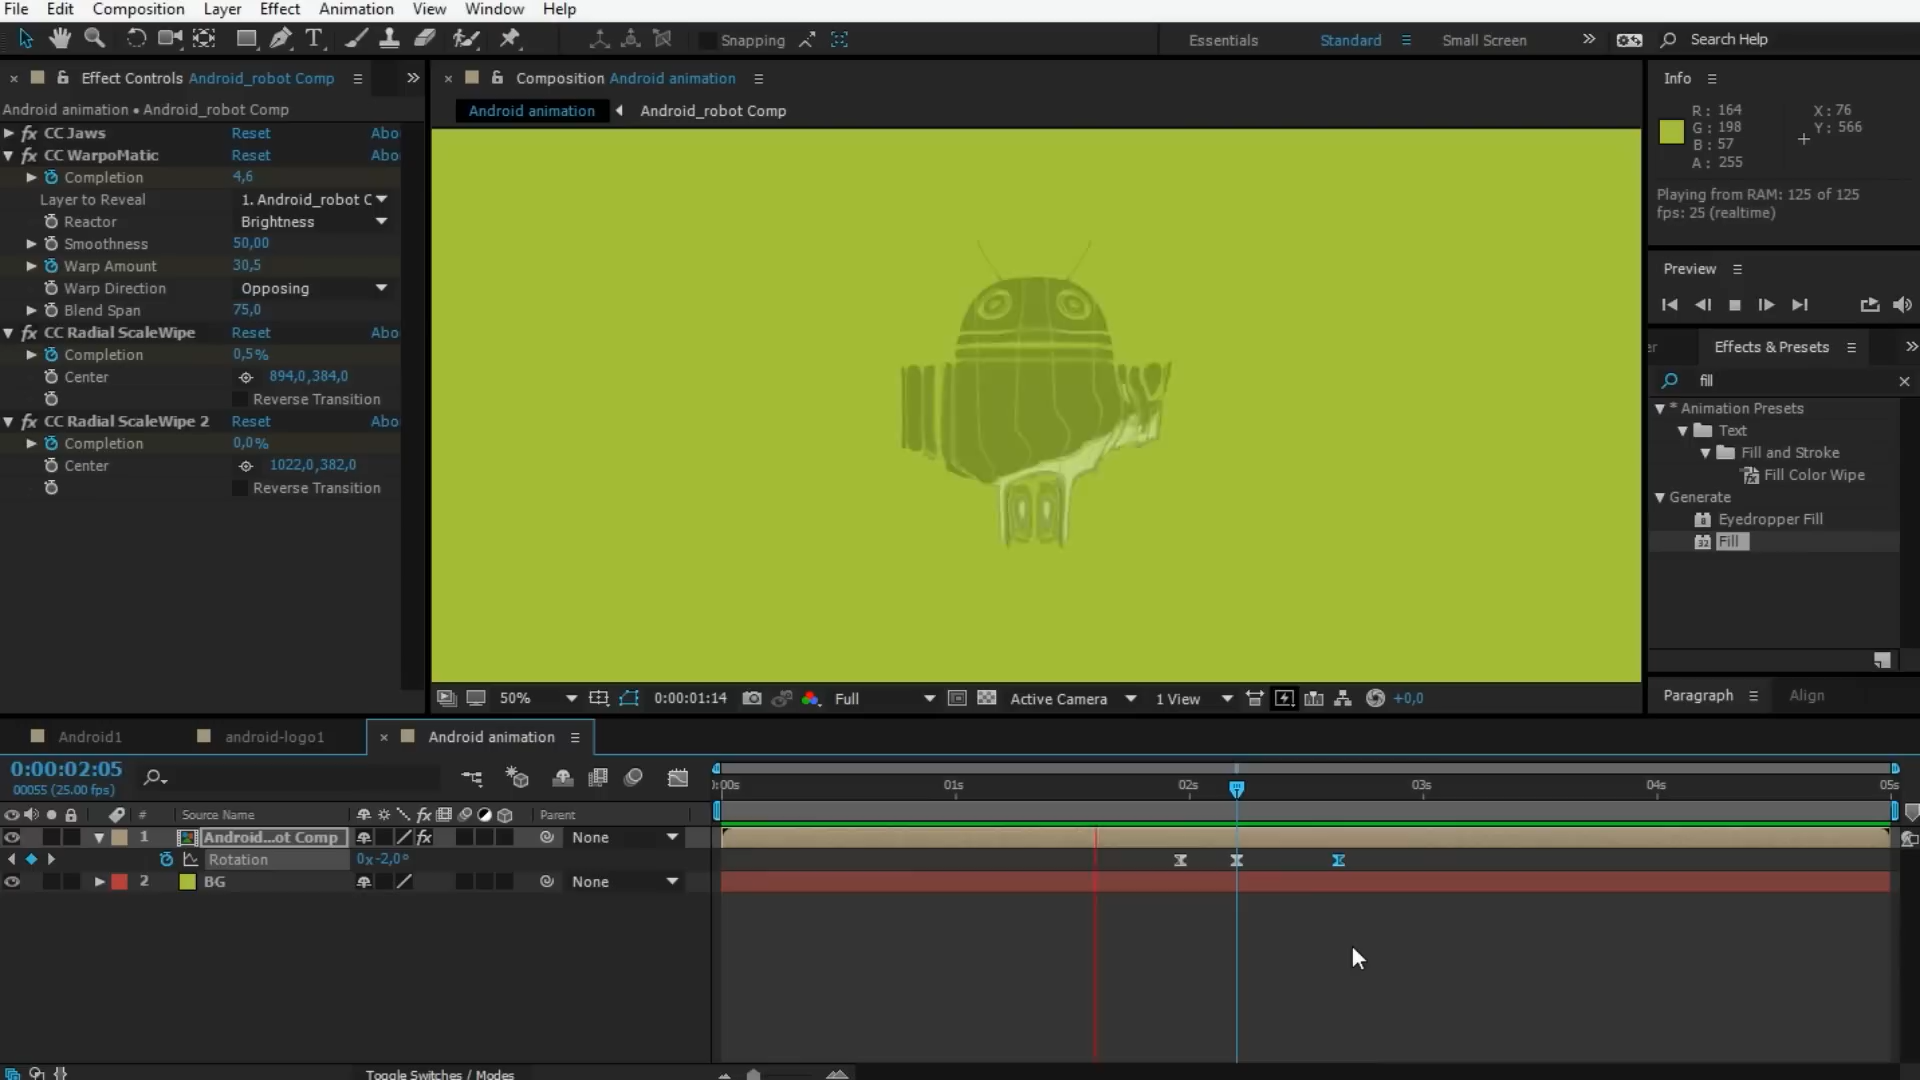 File Edit Composition Layer Effect Animation View Window Help
Snapping Essentials Standard Small Screen Search Help
Effect Controls Android_robot Comp
Android animation • Android_robot Comp
CC Jaws Reset Abo
CC WarpoMatic Reset Abo
Completion 4,6
Layer to Reveal 1. Android_robot C
Reactor Brightness
Smoothness 50,00
Warp Amount 30,5
Warp Direction Opposing
Blend Span 75,0
CC Radial ScaleWipe Reset Abo
Completion 0,5%
Center 894,0,384,0
Reverse Transition
CC Radial ScaleWipe 2 Reset Abo
Completion 0,0%
Center 1022,0,382,0
Reverse Transition
Composition Android animation
Android animation Android_robot Comp
50% 0:00:01:14 Full Active Camera 1 View +0,0
Info
R: 164 X: 76
G: 198 Y: 566
B: 57
A: 255
Playing from RAM: 125 of 125
fps: 25 (realtime)
Preview
er Effects & Presets
fill
* Animation Presets
Text
Fill and Stroke
Fill Color Wipe
Generate
Eyedropper Fill
32 Fill
Paragraph Align
Android1 android-logo1 Android animation
0:00:02:05
00055 (25.00 fps)
):00s 01s 02s 03s 04s 05s
# Source Name fx Parent
1 Android...ot Comp fx None
Rotation 0x-2,0°
2 BG None
Toggle Switches / Modes